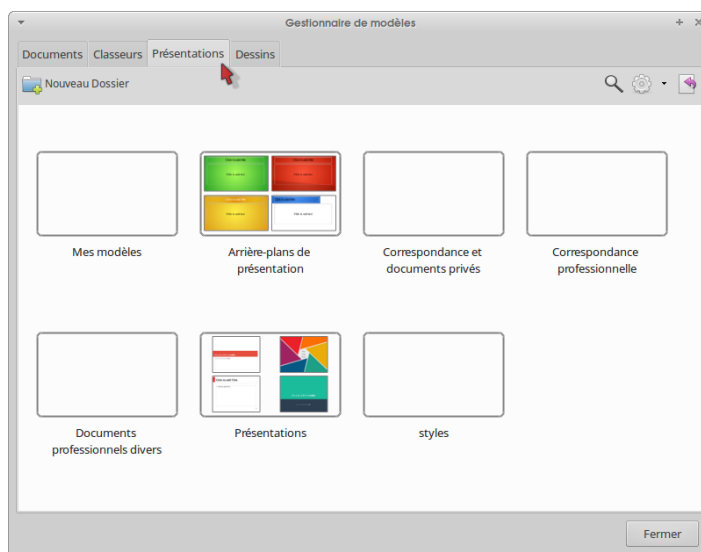 Gestionnaire de modèles
Documents Classeurs Présentations Dessins
Nouveau Dossier
Mes modèles
Arrière-plans de
présentation
Correspondance et
documents privés
Correspondance
professionnelle
Documents
professionnels divers
Présentations
styles
Fermer